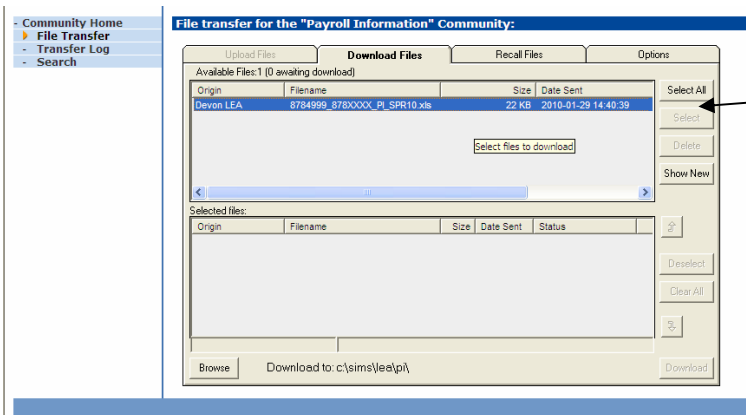 - Community Home
File Transfer
- Transfer Log
- Search
File transfer for the "Payroll Information" Community:
Upload Files Download Files Recall Files Options
Available Files:1 (0 awaiting download)
Origin Filename Size Date Sent
Devon LEA 8784999_878XXXX_PI_SPR10.xls 22 KB 2010-01-29 14:40:39
Select files to download
Select All
Select
Delete
Show New
Selected files:
Origin Filename Size Date Sent Status
Deselect
Clear All
Browse Download to: c:\sims\lea\pi\ Download